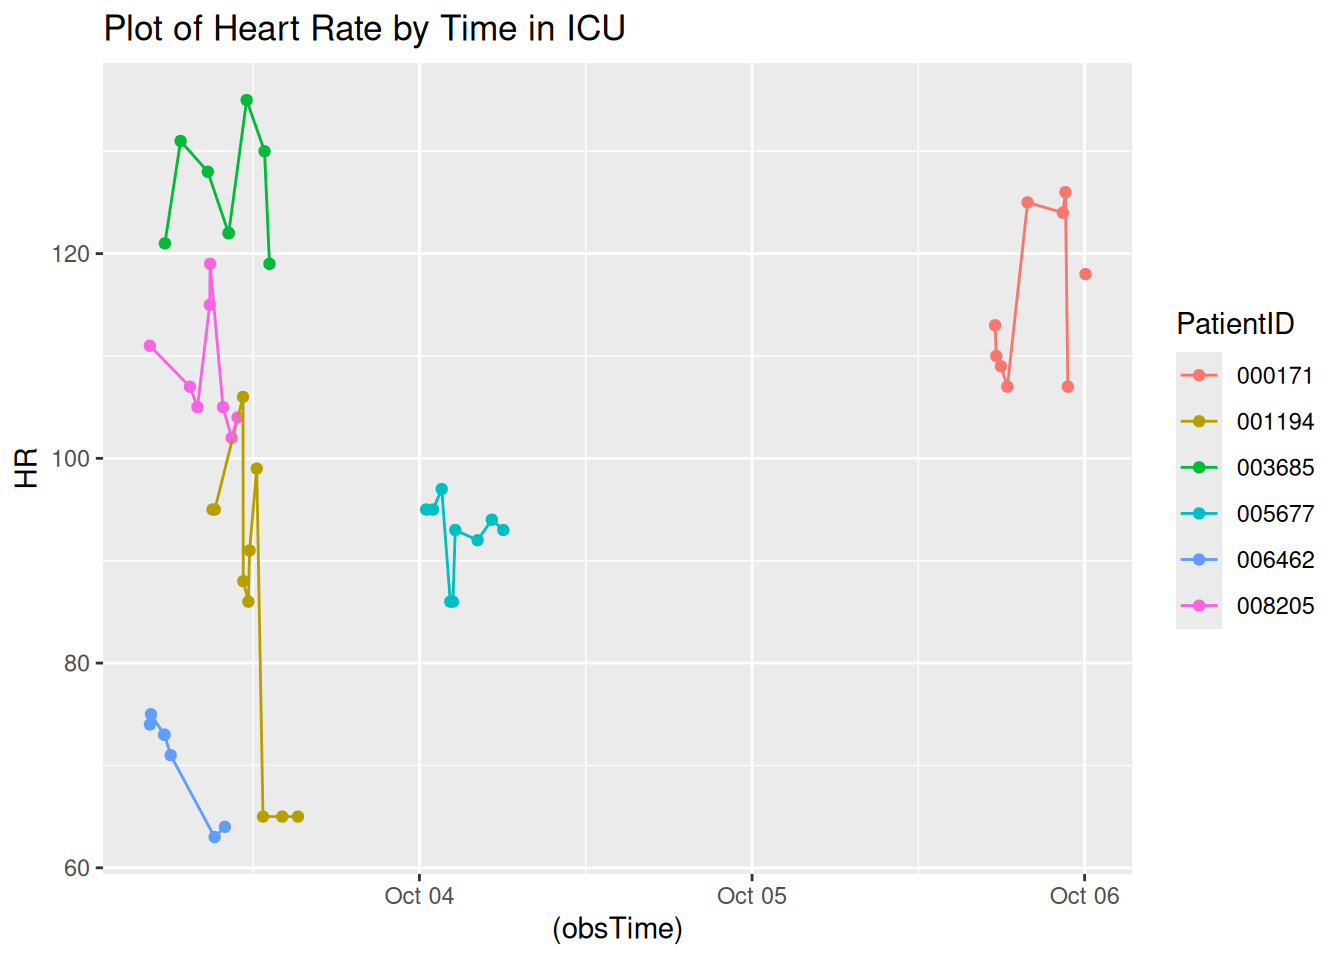 Plot of Heart Rate by Time in ICU
120
100
80
60
HR
Oct 04
Oct 05
Oct 06
(obsTime)
PatientID
000171
001194
003685
005677
006462
008205